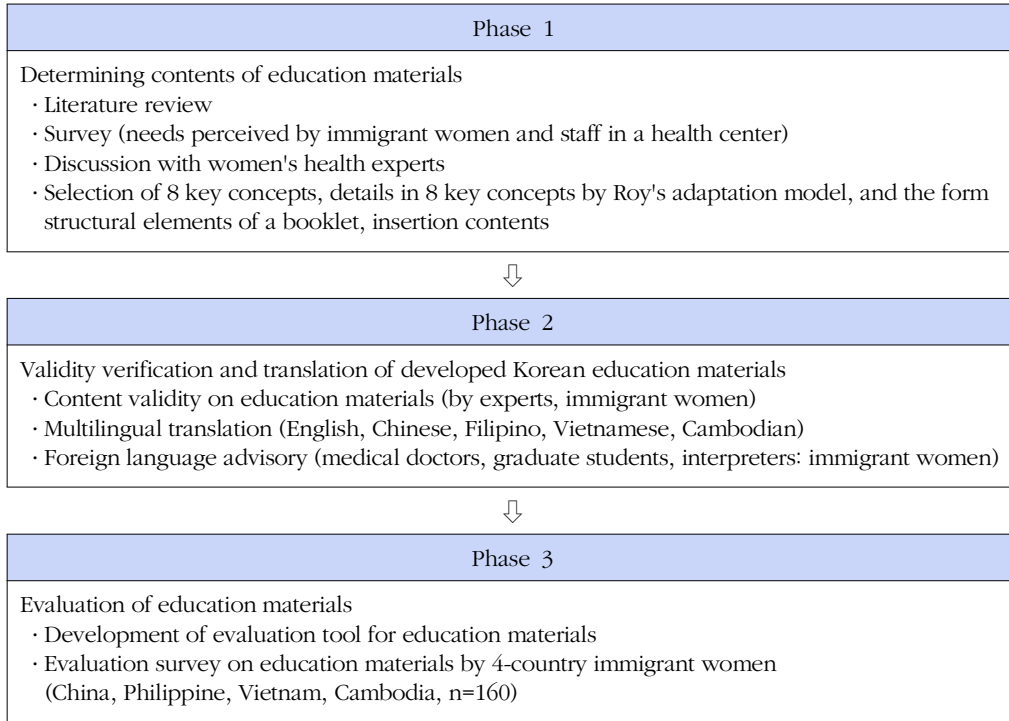 Phase 1
Determining contents of education materials
· Literature review
· Survey (needs perceived by immigrant women and staff in a health center)
· Discussion with women's health experts
· Selection of 8 key concepts, details in 8 key concepts by Roy's adaptation model, and the form
structural elements of a booklet, insertion contents
⇩
Phase 2
Validity verification and translation of developed Korean education materials
· Content validity on education materials (by experts, immigrant women)
· Multilingual translation (English, Chinese, Filipino, Vietnamese, Cambodian)
· Foreign language advisory (medical doctors, graduate students, interpreters: immigrant women)
⇩
Phase 3
Evaluation of education materials
· Development of evaluation tool for education materials
· Evaluation survey on education materials by 4-country immigrant women
(China, Philippine, Vietnam, Cambodia, n=160)